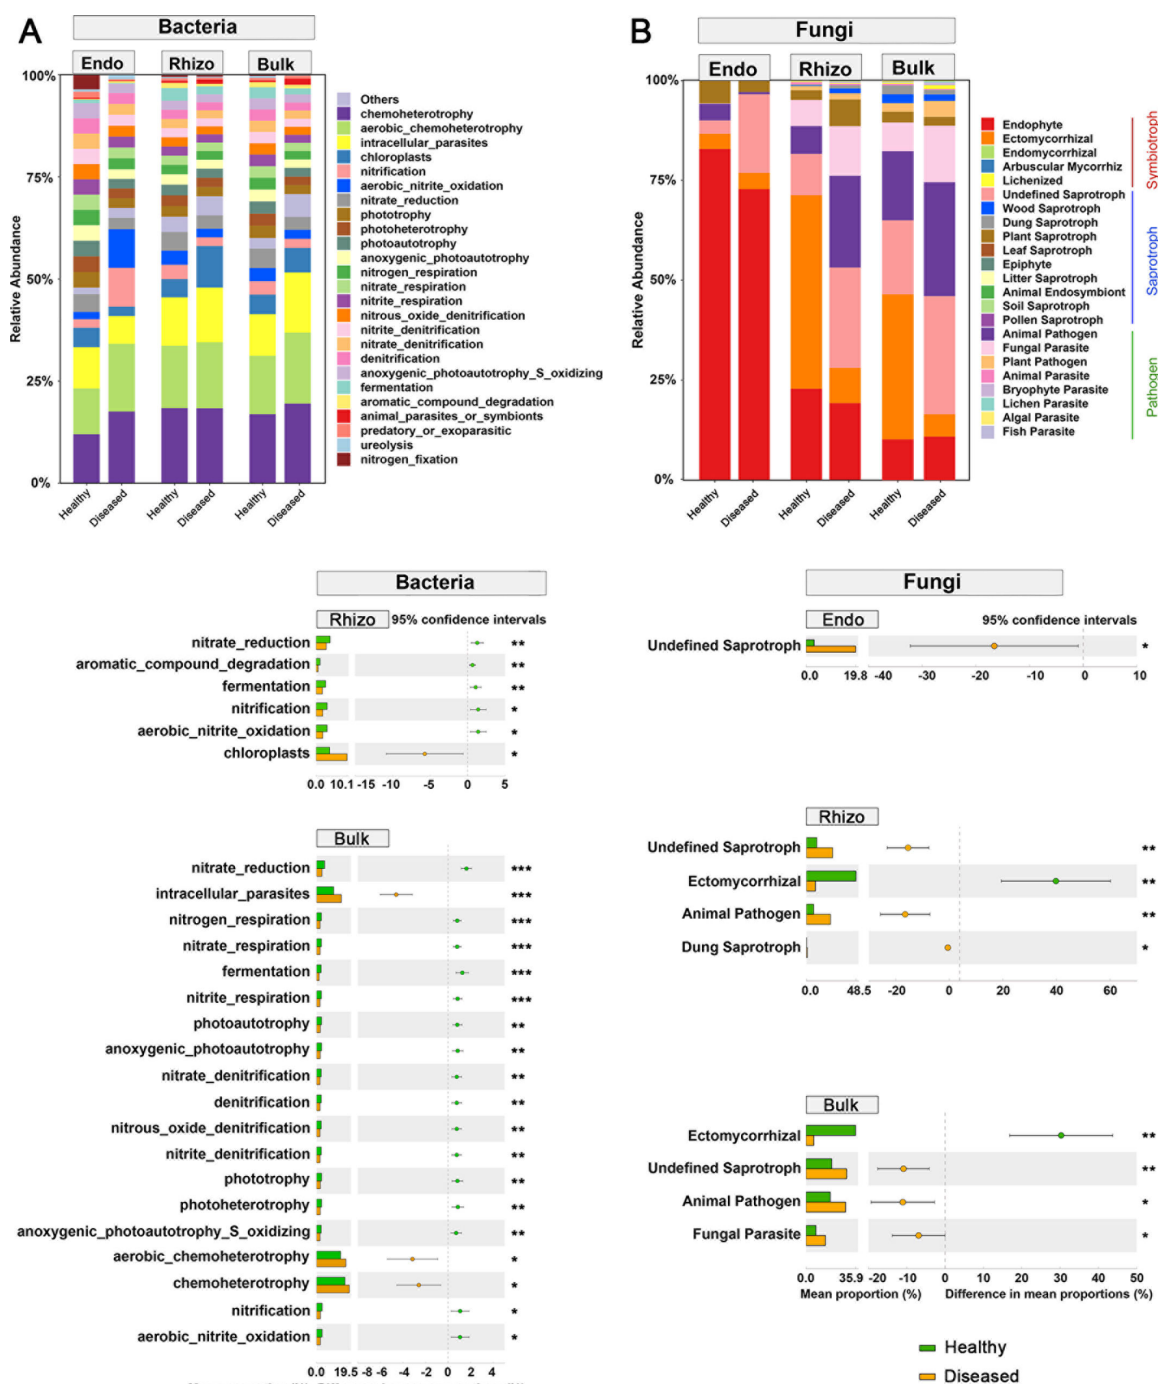 A
Bacteria
Endo
Rhizo
Bulk
100%
75%
50%
25%
0%
Relative Abundance
Healthy
Diseased
Healthy
Diseased
Healthy
Diseased
Others
chemoheterotrophy
aerobic_chemoheterotrophy
intracellular_parasites
chloroplasts
nitrification
aerobic_nitrite_oxidation
nitrate_reduction
phototrophy
photoheterotrophy
photoautotrophy
anoxygenic_photoautotrophy
nitrogen_respiration
nitrate_respiration
nitrite_respiration
nitrous_oxide_denitrification
nitrite_denitrification
nitrate_denitrification
denitrification
anoxygenic_photoautotrophy_S_oxidizing
fermentation
aromatic_compound_degradation
animal_parasites_or_symbionts
predatory_or_exoparasitic
ureolysis
nitrogen_fixation
B
Fungi
Endo
Rhizo
Bulk
100%
75%
50%
25%
0%
Relative Abundance
Healthy
Diseased
Healthy
Diseased
Healthy
Diseased
Endophyte
Ectomycorrhizal
Endomycorrhizal
Arbuscular Mycorrhiz
Lichenized
Undefined Saprotroph
Wood Saprotroph
Dung Saprotroph
Plant Saprotroph
Leaf Saprotroph
Epiphyte
Litter Saprotroph
Animal Endosymbiont
Soil Saprotroph
Pollen Saprotroph
Animal Pathogen
Fungal Parasite
Plant Pathogen
Animal Parasite
Bryophyte Parasite
Lichen Parasite
Algal Parasite
Fish Parasite
Symbiotroph
Saprotroph
Pathogen
Bacteria
Rhizo
95% confidence intervals
nitrate_reduction **
aromatic_compound_degradation **
fermentation **
nitrification *
aerobic_nitrite_oxidation *
chloroplasts *
0.0 10.1 -15 -10 -5 0 5
Bulk
nitrate_reduction ***
intracellular_parasites ***
nitrogen_respiration ***
nitrate_respiration ***
fermentation ***
nitrite_respiration ***
photoautotrophy **
anoxygenic_photoautotrophy **
nitrate_denitrification **
denitrification **
nitrous_oxide_denitrification **
nitrite_denitrification **
phototrophy **
photoheterotrophy **
anoxygenic_photoautotrophy_S_oxidizing **
aerobic_chemoheterotrophy *
chemoheterotrophy *
nitrification *
aerobic_nitrite_oxidation *
0.0 19.5 -8 -6 -4 -2 0 2 4
Fungi
Endo
95% confidence intervals
Undefined Saprotroph *
0.0 19.8 -40 -30 -20 -10 0 10
Rhizo
Undefined Saprotroph **
Ectomycorrhizal **
Animal Pathogen **
Dung Saprotroph *
0.0 48.5 -20 0 20 40 60
Bulk
Ectomycorrhizal **
Undefined Saprotroph **
Animal Pathogen *
Fungal Parasite *
0.0 35.9 -20 -10 0 10 20 30 40 50
Mean proportion (%) Difference in mean proportions (%)
Healthy
Diseased